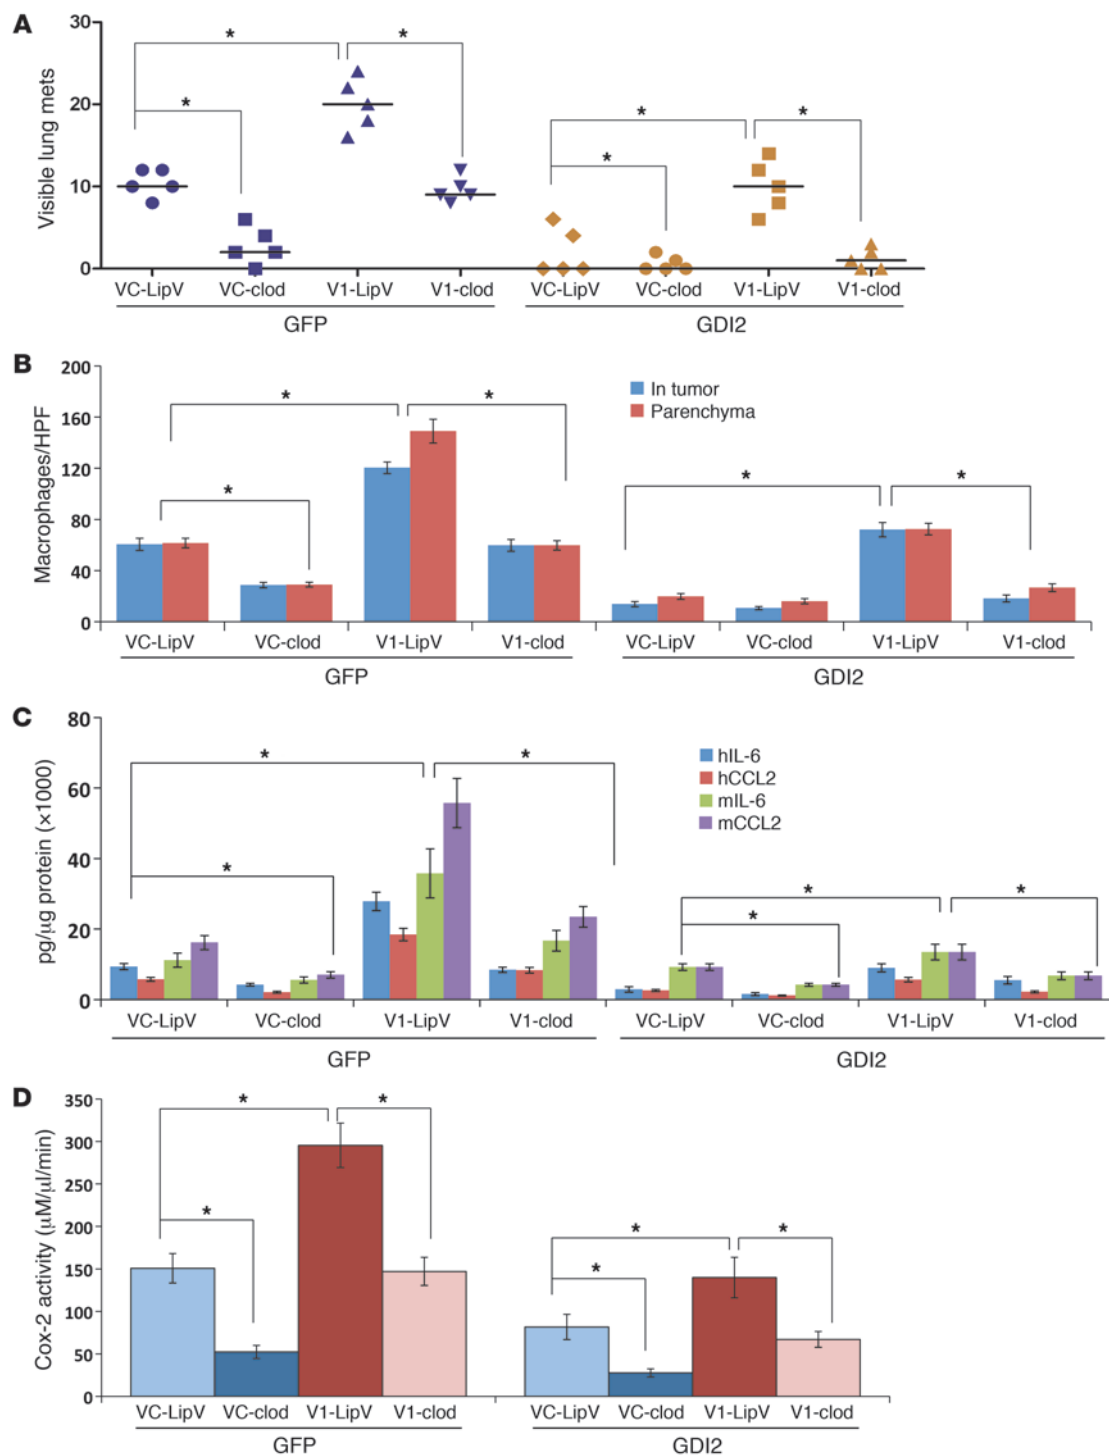 A
Visible lung mets
30
20
10
0
*
*
*
*
*
*
VC-LipV VC-clod V1-LipV V1-clod VC-LipV VC-clod V1-LipV V1-clod
GFP GDI2
B
Macrophages/HPF
200
160
120
80
40
0
In tumor
Parenchyma
*
*
*
*
*
VC-LipV VC-clod V1-LipV V1-clod VC-LipV VC-clod V1-LipV V1-clod
GFP GDI2
C
pg/µg protein (×1000)
80
60
40
20
0
hIL-6
hCCL2
mIL-6
mCCL2
*
*
*
*
*
*
VC-LipV VC-clod V1-LipV V1-clod VC-LipV VC-clod V1-LipV V1-clod
GFP GDI2
D
Cox-2 activity (µM/µl/min)
350
300
250
200
150
100
50
0
*
*
*
*
*
*
VC-LipV VC-clod V1-LipV V1-clod VC-LipV VC-clod V1-LipV V1-clod
GFP GDI2